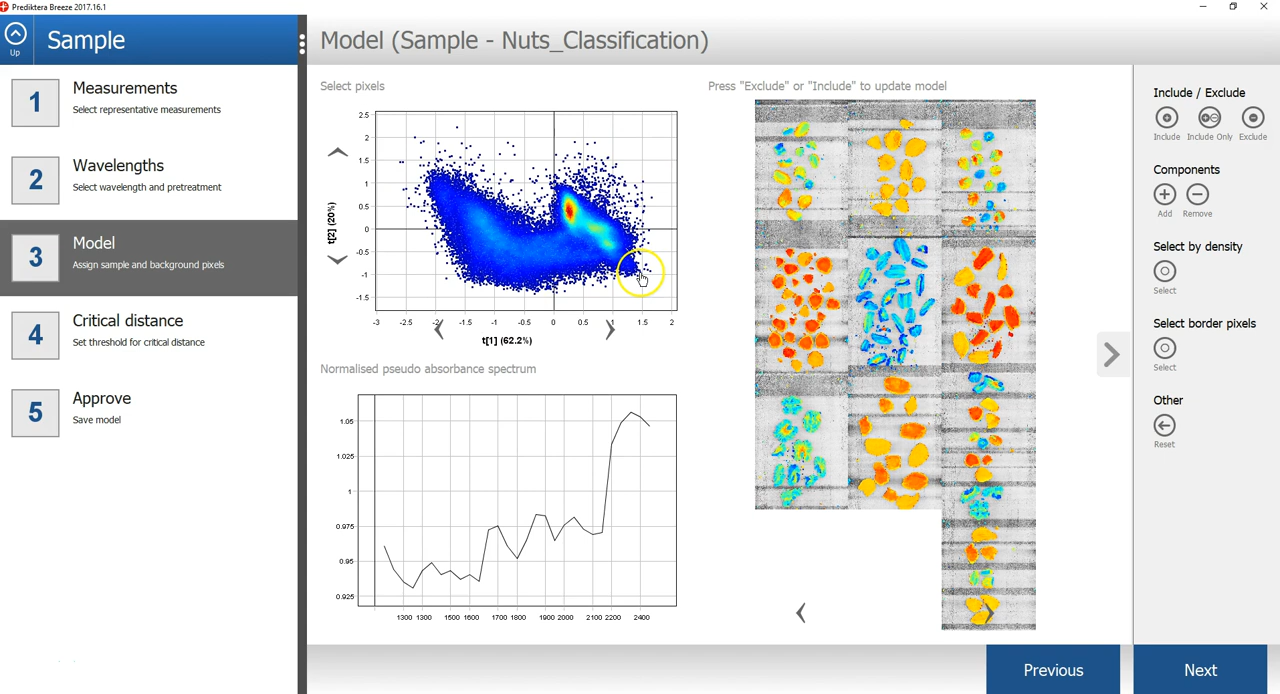 Prediktera Breeze 2017.16.1
Up
Sample
Model (Sample - Nuts_Classification)
1
Measurements
Select representative measurements
2
Wavelengths
Select wavelength and pretreatment
3
Model
Assign sample and background pixels
4
Critical distance
Set threshold for critical distance
5
Approve
Save model
Select pixels
2.5
2
1.5
1
0.5
0
-0.5
-1
-1.5
t[2] (20%)
-3 -2.5 -2 -1.5 -1 -0.5 0 0.5 1 1.5 2
t[1] (62.2%)
Normalised pseudo absorbance spectrum
1.05
1.025
1
0.975
0.95
0.925
1300 1300 1500 1600 1700 1800 1900 2000 2100 2200 2400
Press "Exclude" or "Include" to update model
Include / Exclude
Include Include Only Exclude
Components
Add Remove
Select by density
Select
Select border pixels
Select
Other
Reset
Previous
Next